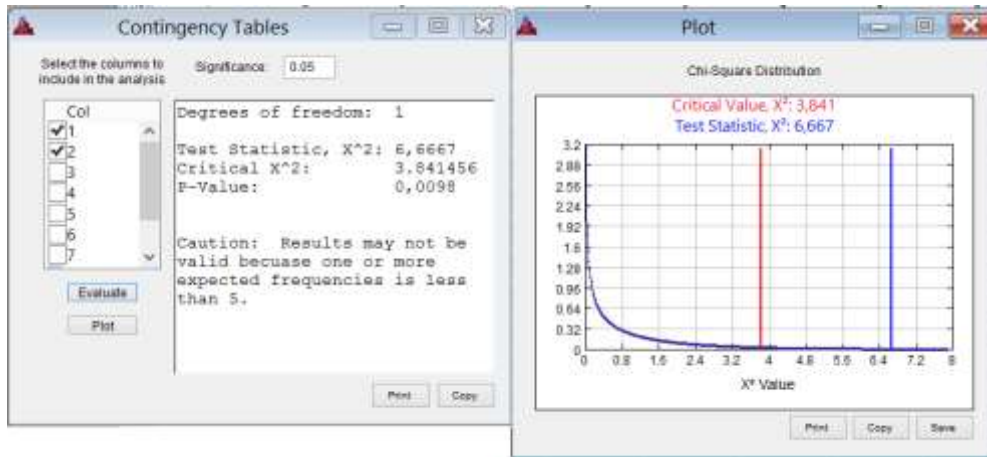 Contingency Tables
Select the columns to
include in the analysis
Significance: 0.05
Col
1
2
3
4
5
6
7
Degrees of freedom: 1
Test Statistic, X^2: 6,6667
Critical X^2: 3.841456
P-Value: 0,0098
Caution: Results may not be
valid becuase one or more
expected frequencies is less
than 5.
Evaluate
Plot
Print Copy
Plot
Chi-Square Distribution
Critical Value, X²: 3,841
Test Statistic, X²: 6,667
3.2
2.88
2.56
2.24
1.92
1.6
1.28
0.96
0.64
0.32
0
0 0.8 1.6 2.4 3.2 4 4.8 5.6 6.4 7.2 8
X² Value
Print Copy Save